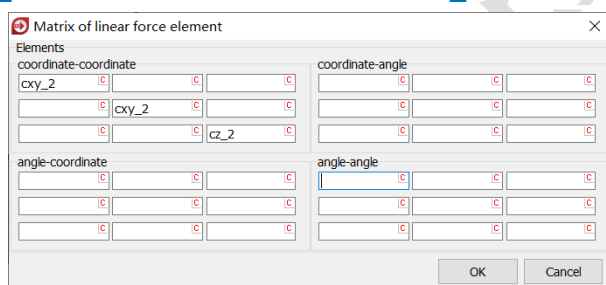 Matrix of linear force element
Elements
coordinate-coordinate
cxy_2 C C C
C cxy_2 C C
C C cz_2 C
coordinate-angle
C C C
C C C
C C C
angle-coordinate
C C C
C C C
C C C
angle-angle
C C C
C C C
C C C
OK Cancel